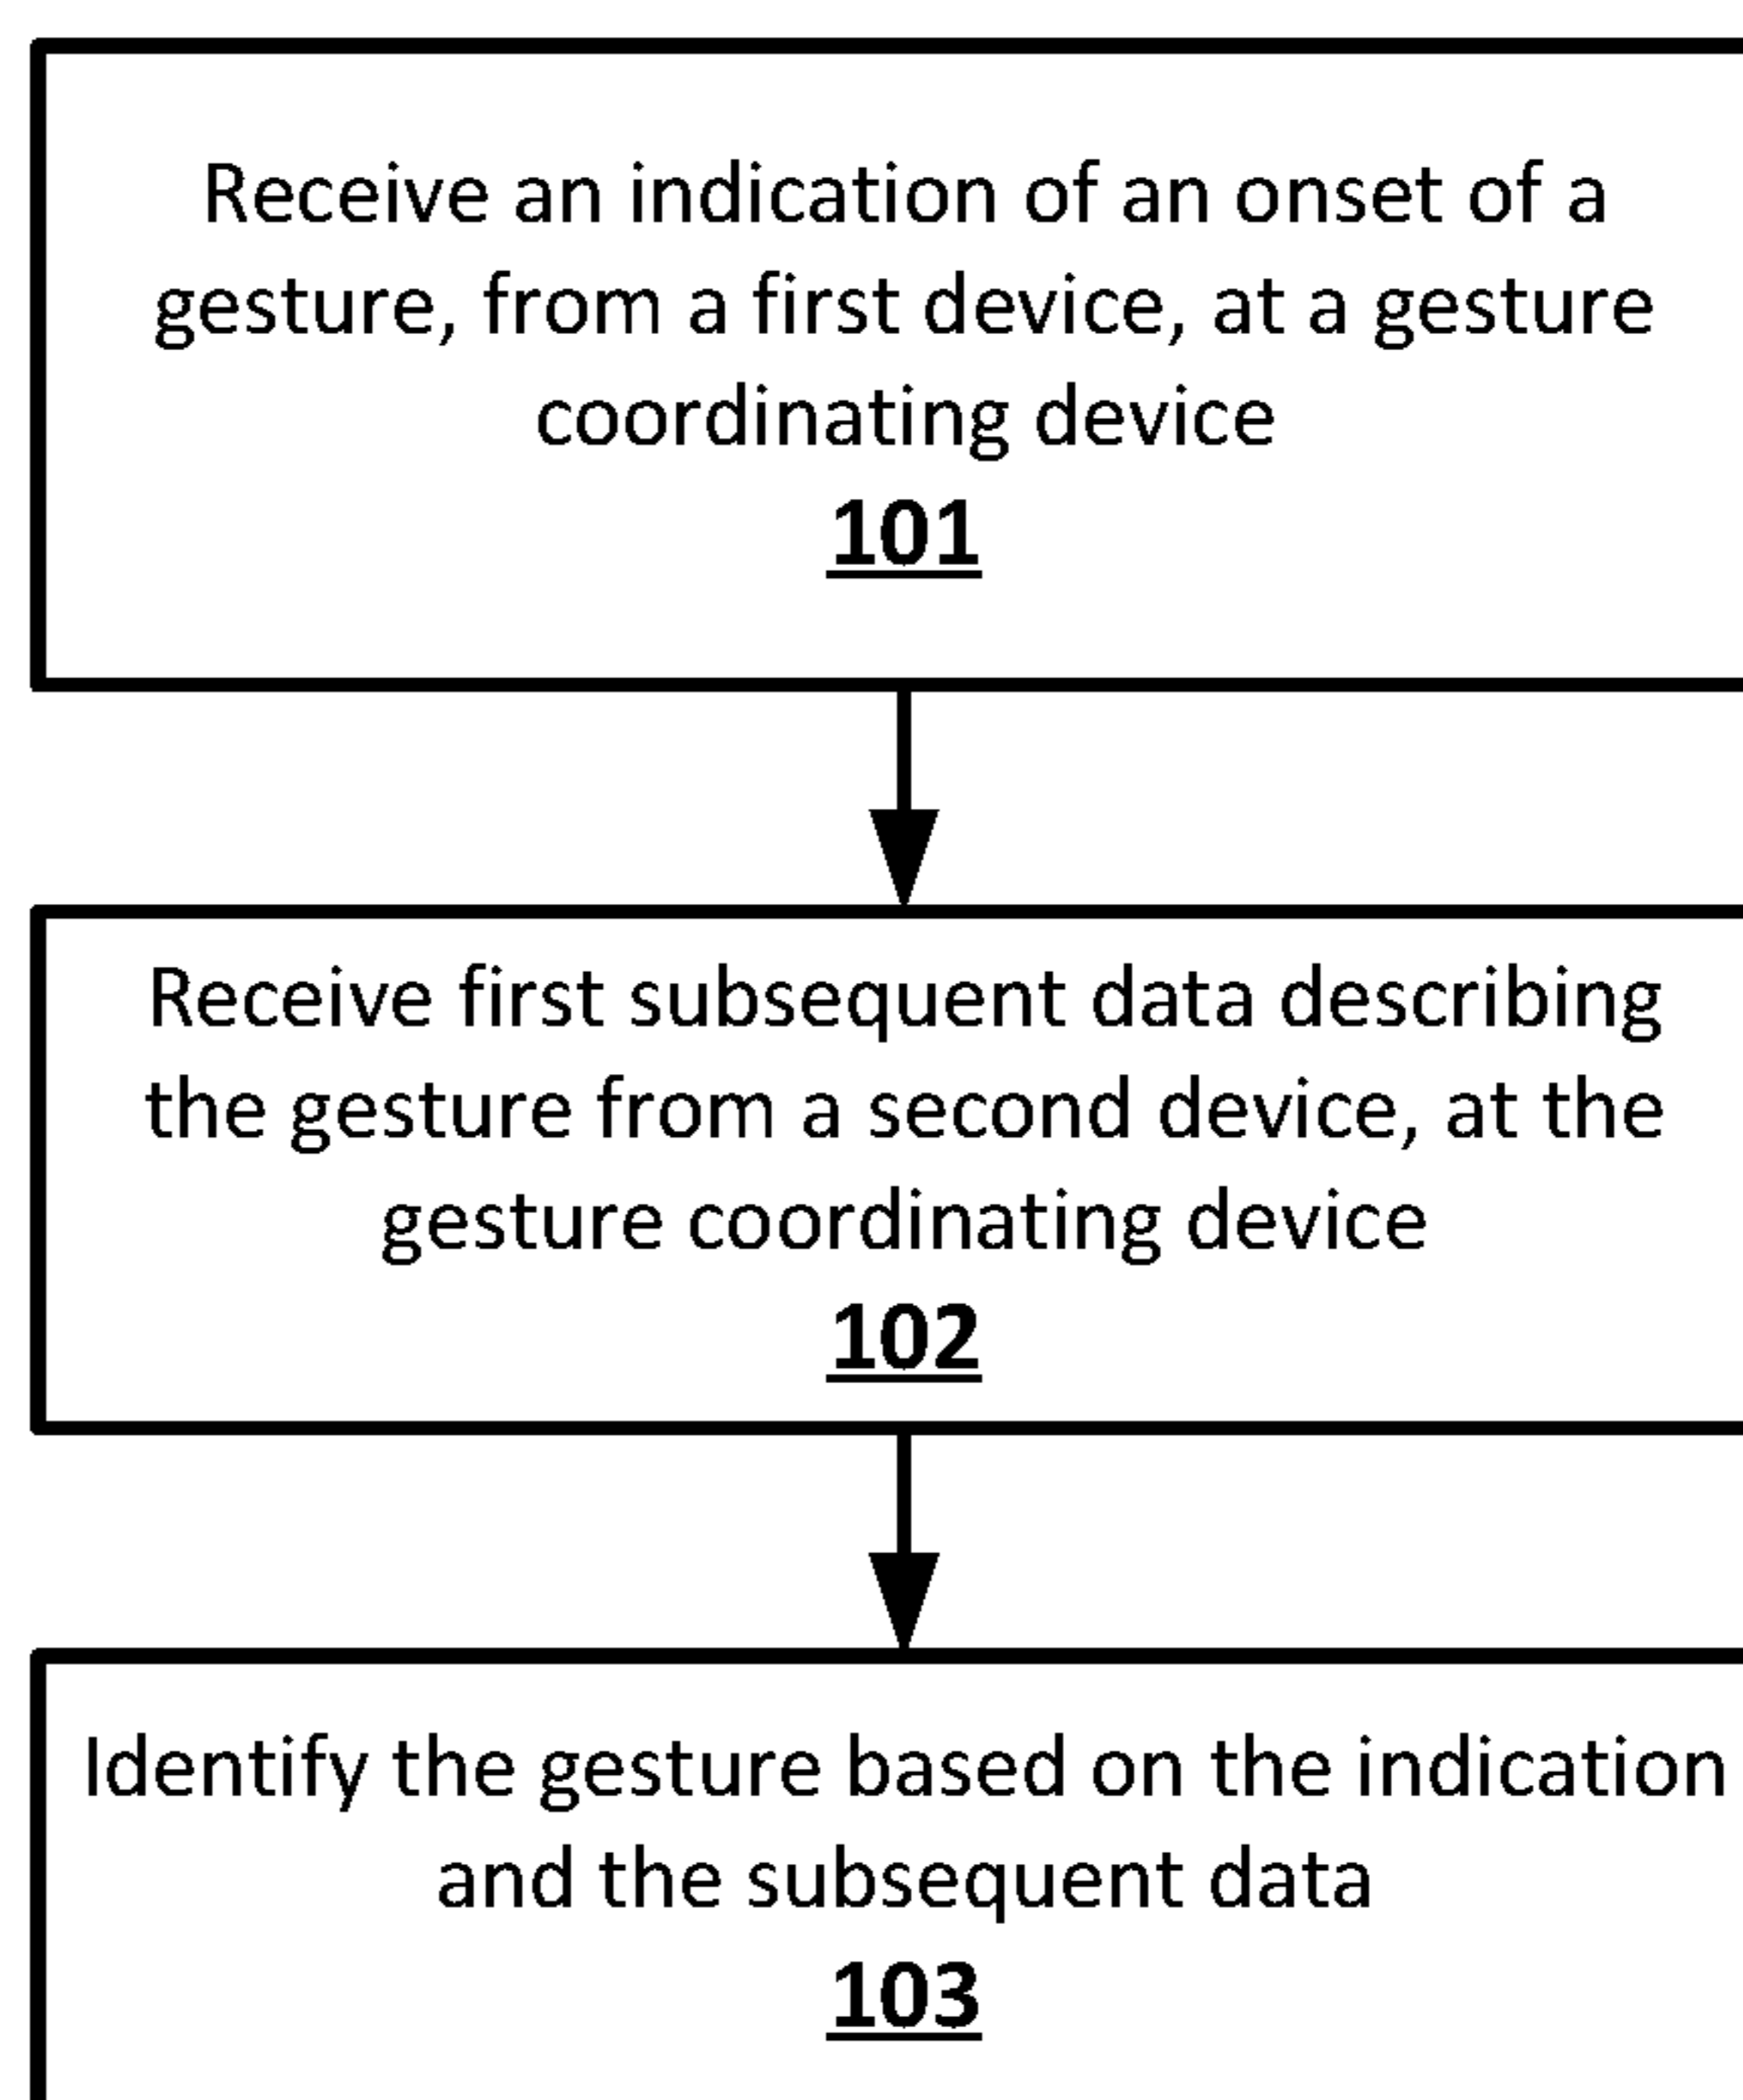 Receive an indication of an onset of a
gesture, from a first device, at a gesture
coordinating device
101
Receive first subsequent data describing
the gesture from a second device, at the
gesture coordinating device
102
Identify the gesture based on the indication
and the subsequent data
103